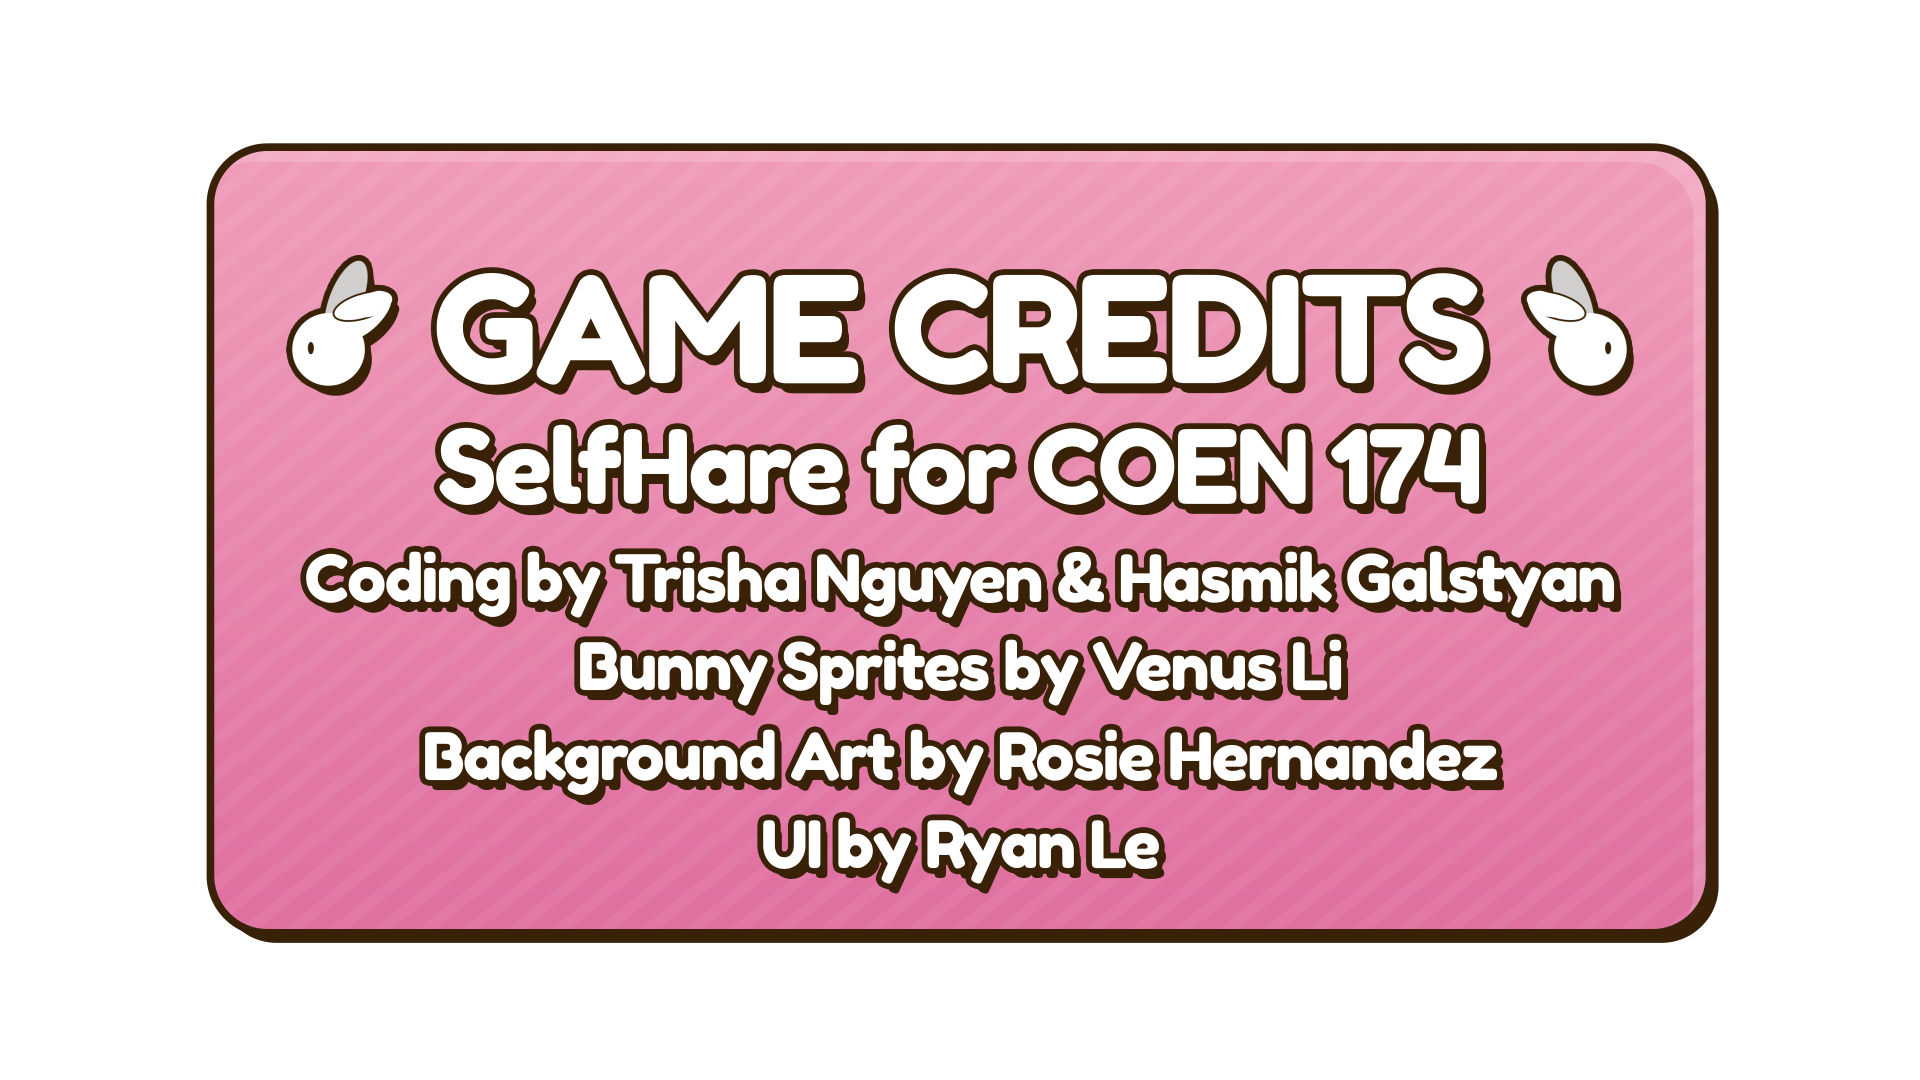 GAME CREDITS
SelfHare for COEN 174
Coding by Trisha Nguyen & Hasmik Galstyan
Bunny Sprites by Venus Li
Background Art by Rosie Hernandez
UI by Ryan Le